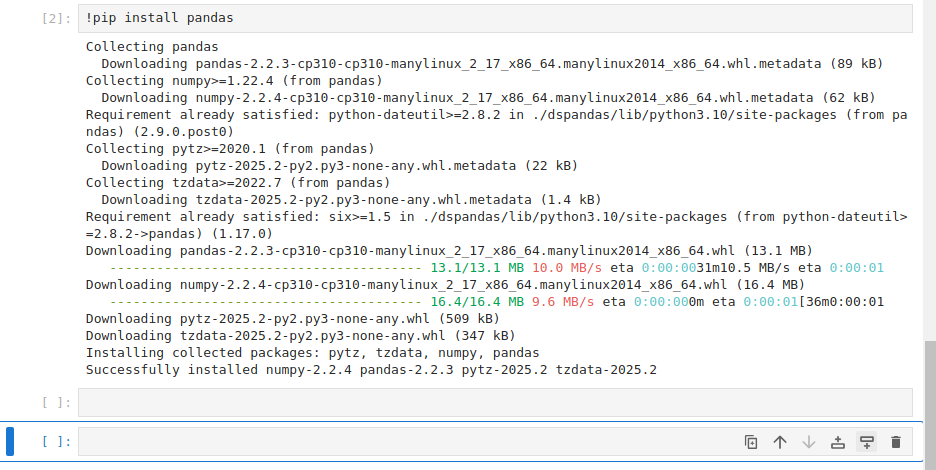 [2]: !pip install pandas
Collecting pandas
  Downloading pandas-2.2.3-cp310-cp310-manylinux_2_17_x86_64.manylinux2014_x86_64.whl.metadata (89 kB)
Collecting numpy>=1.22.4 (from pandas)
  Downloading numpy-2.2.4-cp310-cp310-manylinux_2_17_x86_64.manylinux2014_x86_64.whl.metadata (62 kB)
Requirement already satisfied: python-dateutil>=2.8.2 in ./dspandas/lib/python3.10/site-packages (from pa
ndas) (2.9.0.post0)
Collecting pytz>=2020.1 (from pandas)
  Downloading pytz-2025.2-py2.py3-none-any.whl.metadata (22 kB)
Collecting tzdata>=2022.7 (from pandas)
  Downloading tzdata-2025.2-py2.py3-none-any.whl.metadata (1.4 kB)
Requirement already satisfied: six>=1.5 in ./dspandas/lib/python3.10/site-packages (from python-dateutil>
=2.8.2->pandas) (1.17.0)
Downloading pandas-2.2.3-cp310-cp310-manylinux_2_17_x86_64.manylinux2014_x86_64.whl (13.1 MB)
   ---------------------------------------- 13.1/13.1 MB 10.0 MB/s eta 0:00:0031m10.5 MB/s eta 0:00:01
Downloading numpy-2.2.4-cp310-cp310-manylinux_2_17_x86_64.manylinux2014_x86_64.whl (16.4 MB)
   ---------------------------------------- 16.4/16.4 MB 9.6 MB/s eta 0:00:000m eta 0:00:01[36m0:00:01
Downloading pytz-2025.2-py2.py3-none-any.whl (509 kB)
Downloading tzdata-2025.2-py2.py3-none-any.whl (347 kB)
Installing collected packages: pytz, tzdata, numpy, pandas
Successfully installed numpy-2.2.4 pandas-2.2.3 pytz-2025.2 tzdata-2025.2
[ ]:
[ ]: